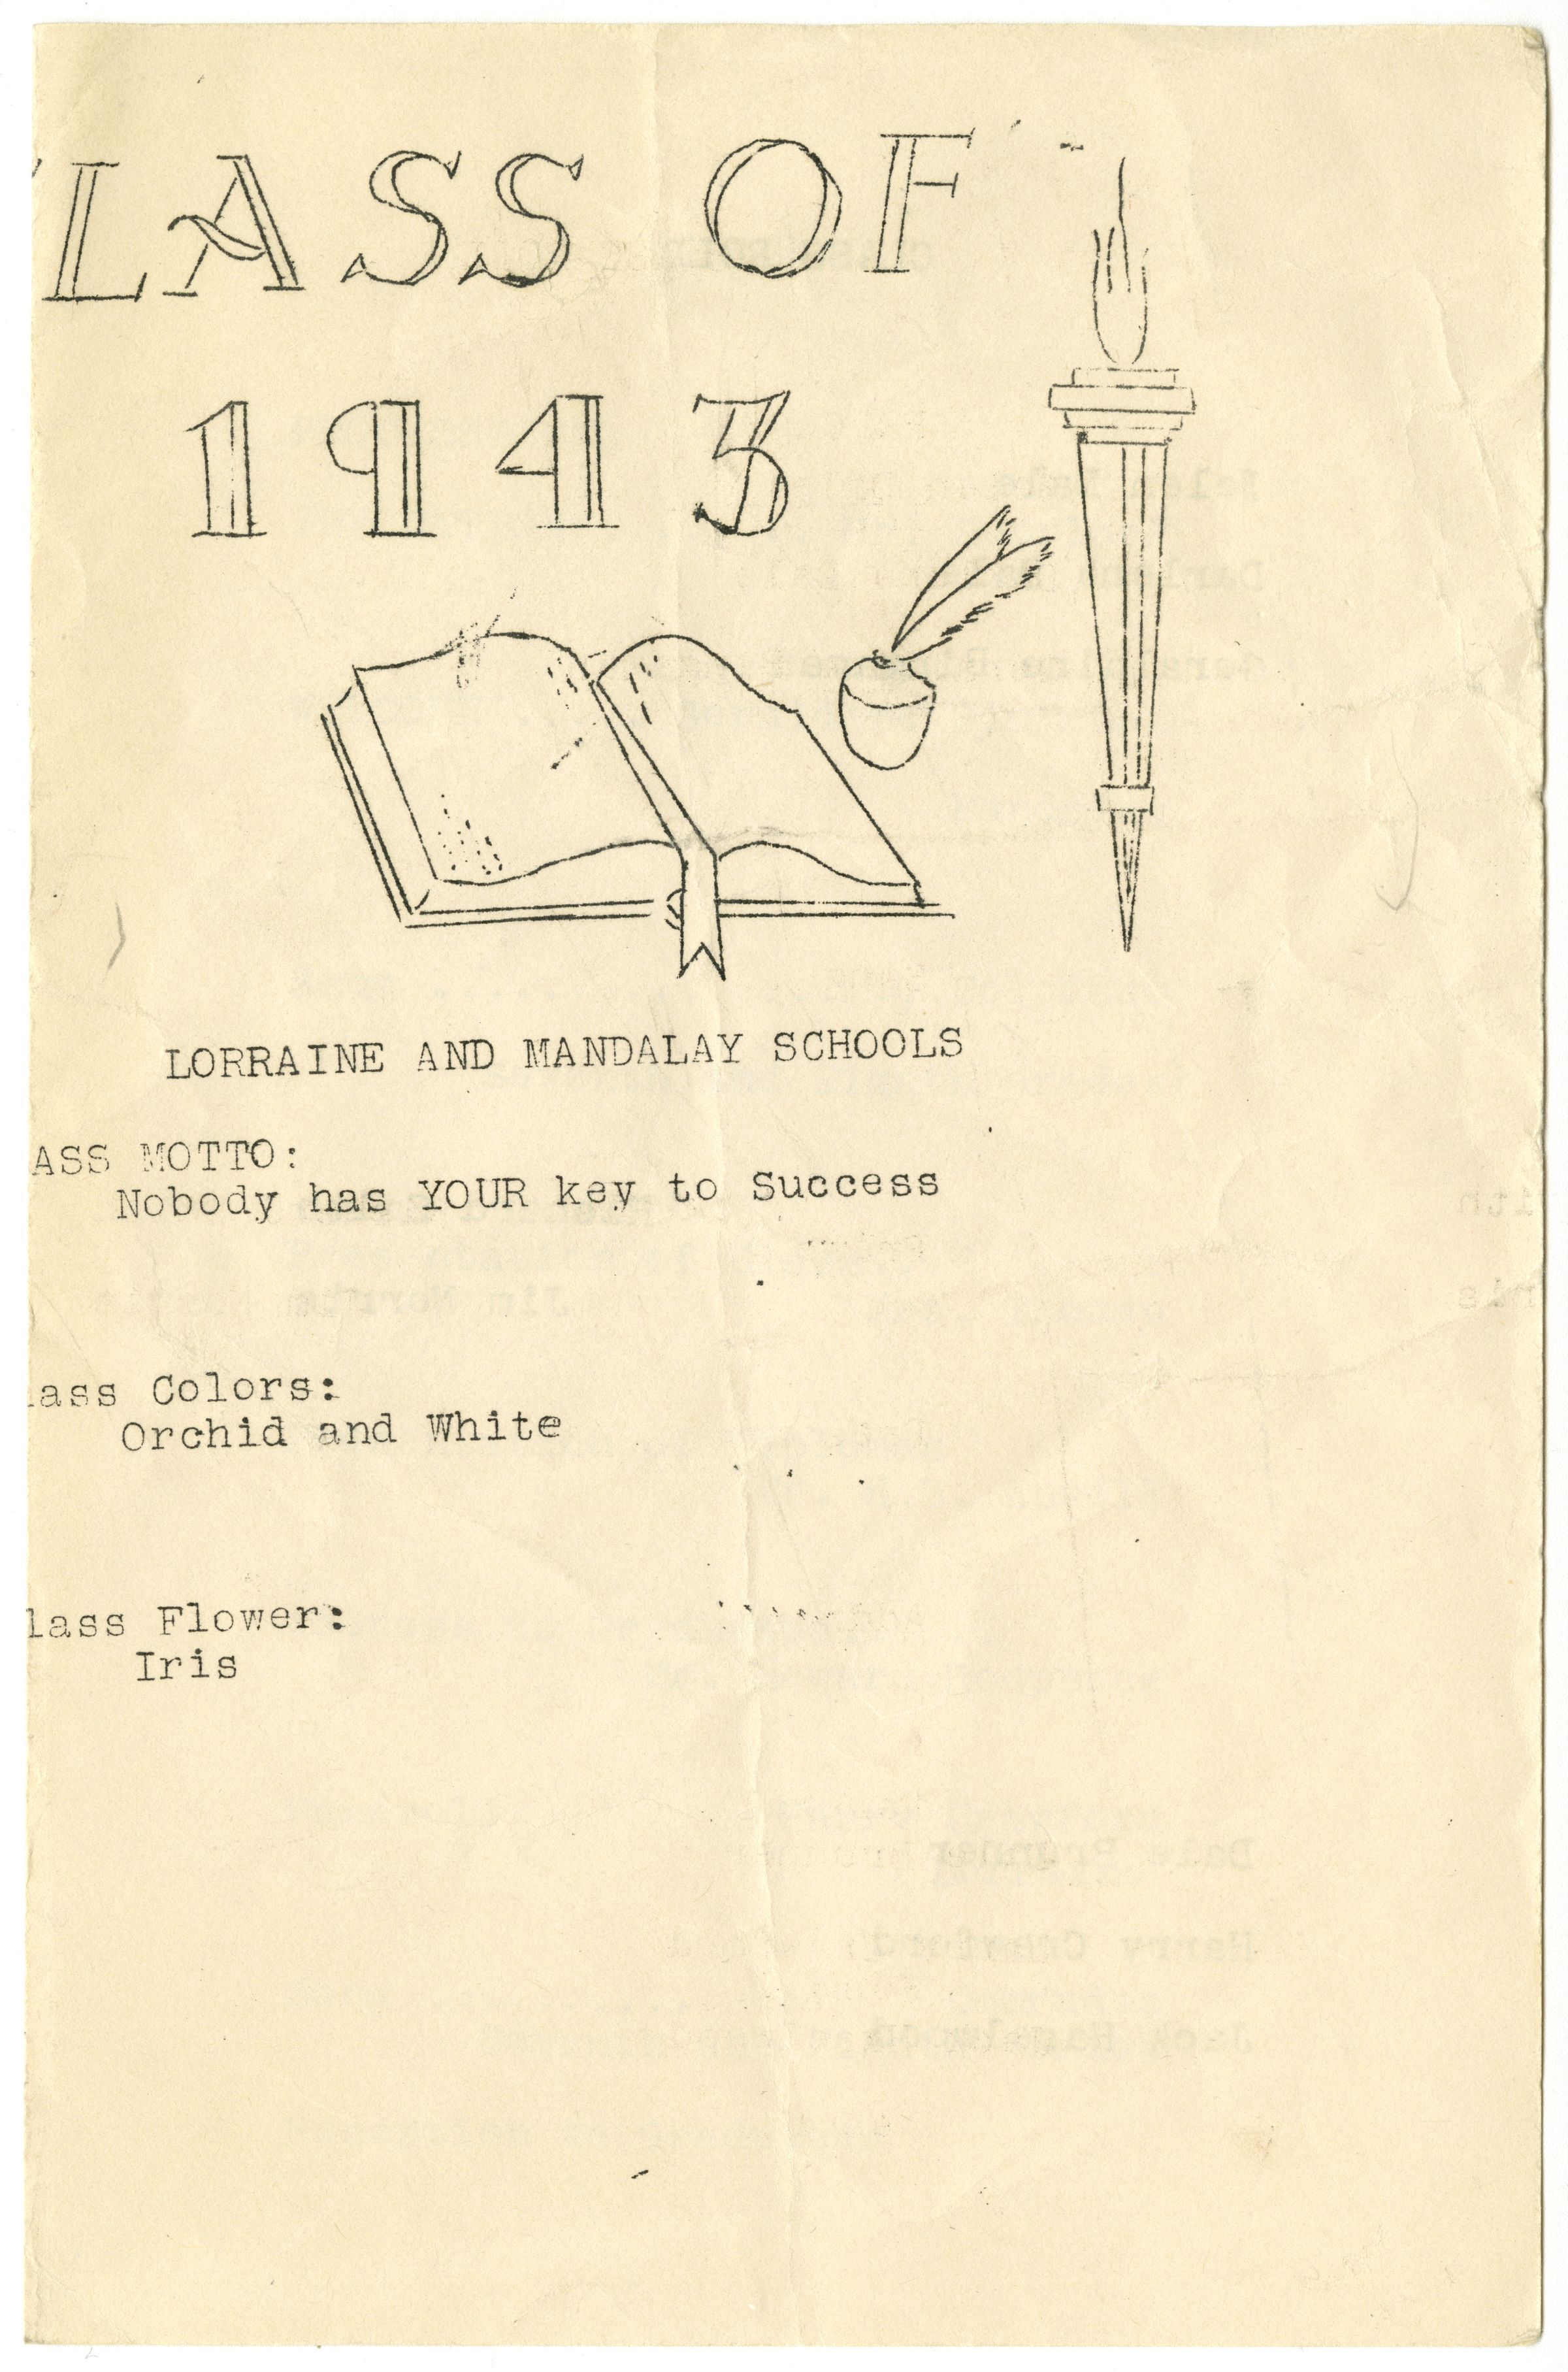 LASS OF
1943
LORRAINE AND MANDALAY SCHOOLS
ASS MOTTO:
Nobody has YOUR key to Success
lass Colors:
Orchid and White
lass Flower:
Iris